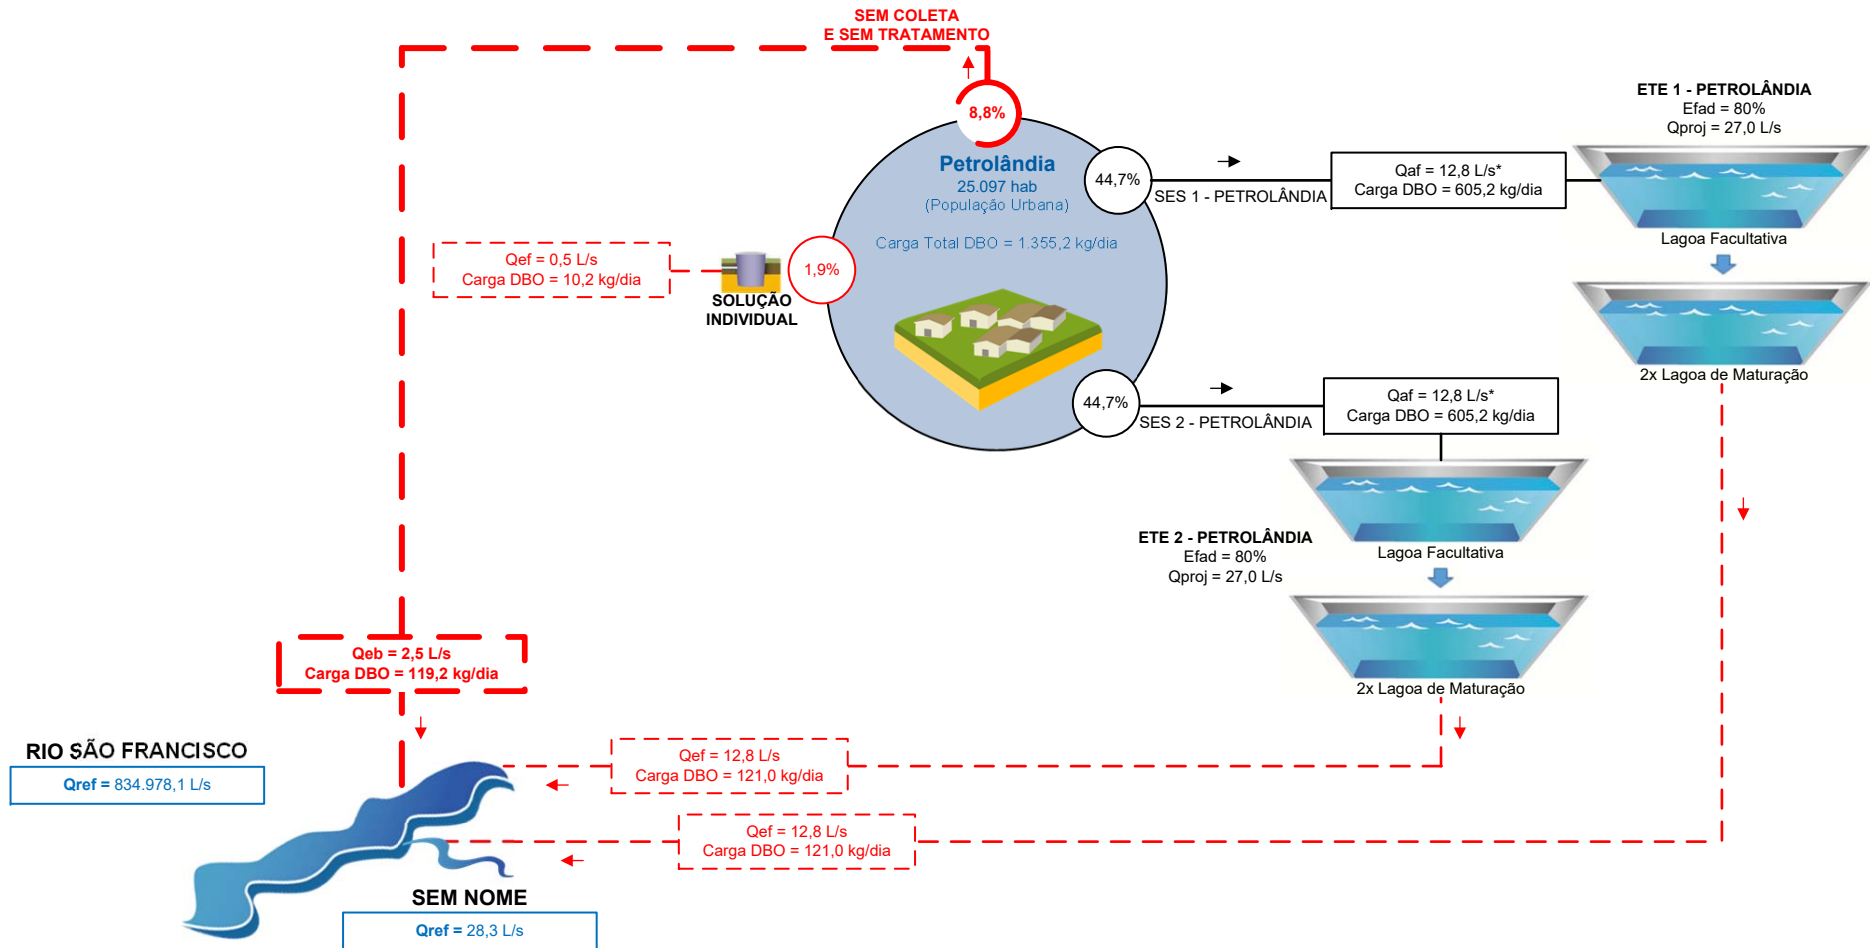 SEM COLETA
E SEM TRATAMENTO
8,8%
Petrolândia
25.097 hab
(População Urbana)
Carga Total DBO = 1.355,2 kg/dia
44,7%
SES 1 - PETROLÂNDIA
Qaf = 12,8 L/s*
Carga DBO = 605,2 kg/dia
ETE 1 - PETROLÂNDIA
Efad = 80%
Qproj = 27,0 L/s
Lagoa Facultativa
2x Lagoa de Maturação
1,9%
SOLUÇÃO
INDIVIDUAL
Qef = 0,5 L/s
Carga DBO = 10,2 kg/dia
44,7%
SES 2 - PETROLÂNDIA
Qaf = 12,8 L/s*
Carga DBO = 605,2 kg/dia
Lagoa Facultativa
ETE 2 - PETROLÂNDIA
Efad = 80%
Qproj = 27,0 L/s
2x Lagoa de Maturação
Qeb = 2,5 L/s
Carga DBO = 119,2 kg/dia
RIO SÃO FRANCISCO
Qref = 834.978,1 L/s
Qef = 12,8 L/s
Carga DBO = 121,0 kg/dia
Qef = 12,8 L/s
Carga DBO = 121,0 kg/dia
SEM NOME
Qref = 28,3 L/s